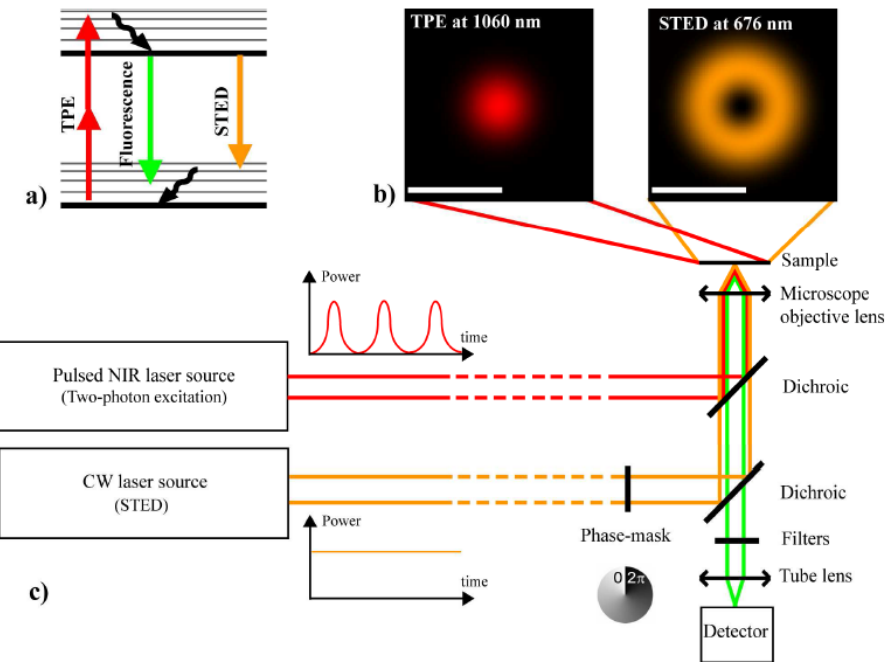 TPE
Fluorescence
STED
a)
TPE at 1060 nm
STED at 676 nm
b)
Sample
Microscope
objective lens
Power
time
Pulsed NIR laser source
(Two-photon excitation)
Dichroic
CW laser source
(STED)
Dichroic
Phase-mask
Filters
Power
time
0 2π
Tube lens
c)
Detector